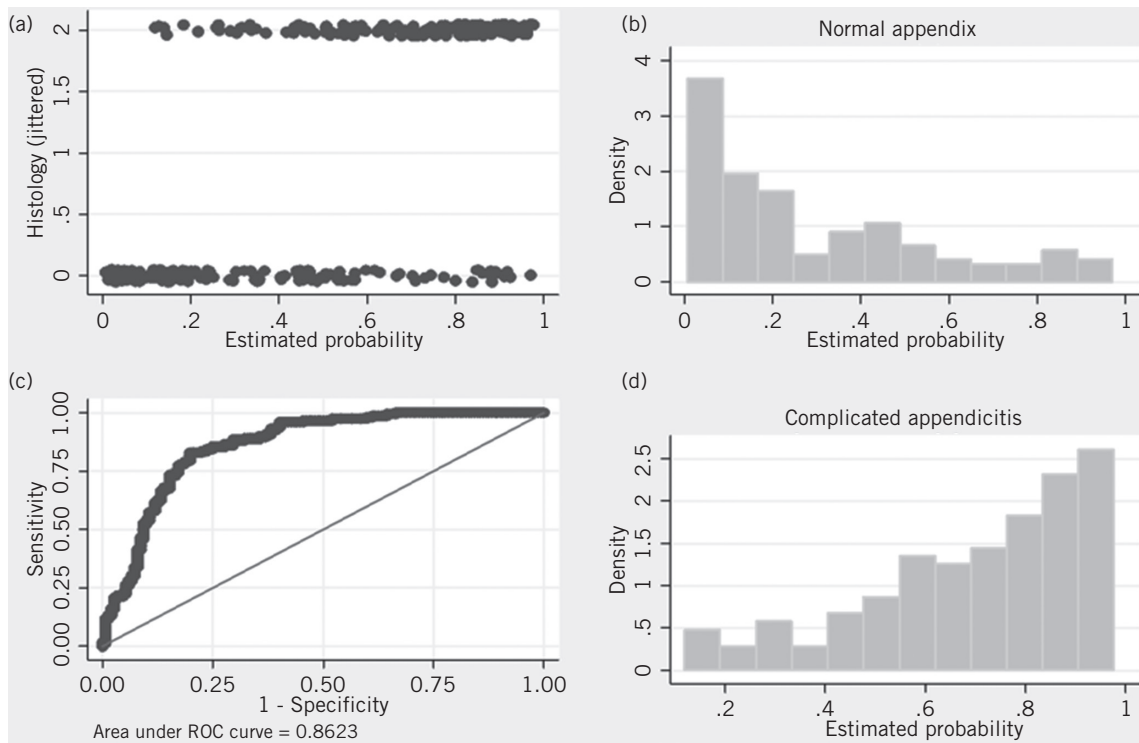 (a)
Histology (jittered)
2
1.5
1
.5
0
0 .2 .4 .6 .8 1
Estimated probability
(b)
Normal appendix
Density
4
3
2
1
0
0 .2 .4 .6 .8 1
Estimated probability
(c)
Sensitivity
1.00
0.75
0.50
0.25
0.00
0.00 0.25 0.50 0.75 1.00
1 - Specificity
Area under ROC curve = 0.8623
(d)
Complicated appendicitis
Density
2.5
2
1.5
1
.5
0
.2 .4 .6 .8 1
Estimated probability